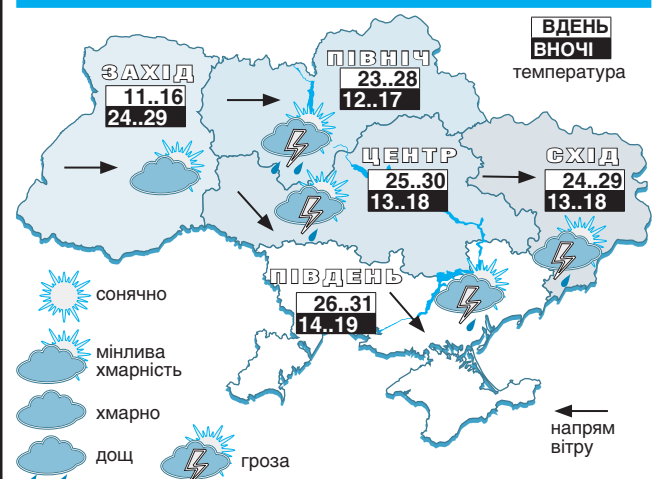 ВДЕНЬ
ВНОЧІ
температура
ПІВНІЧ
23..28
12..17
ЗАХІД
11..16
24..29
ЦЕНТР
25..30
13..18
СХІД
24..29
13..18
ПІВДЕНЬ
26..31
14..19
сонячно
мінлива
хмарність
хмарно
дощ
гроза
напрям
вітру